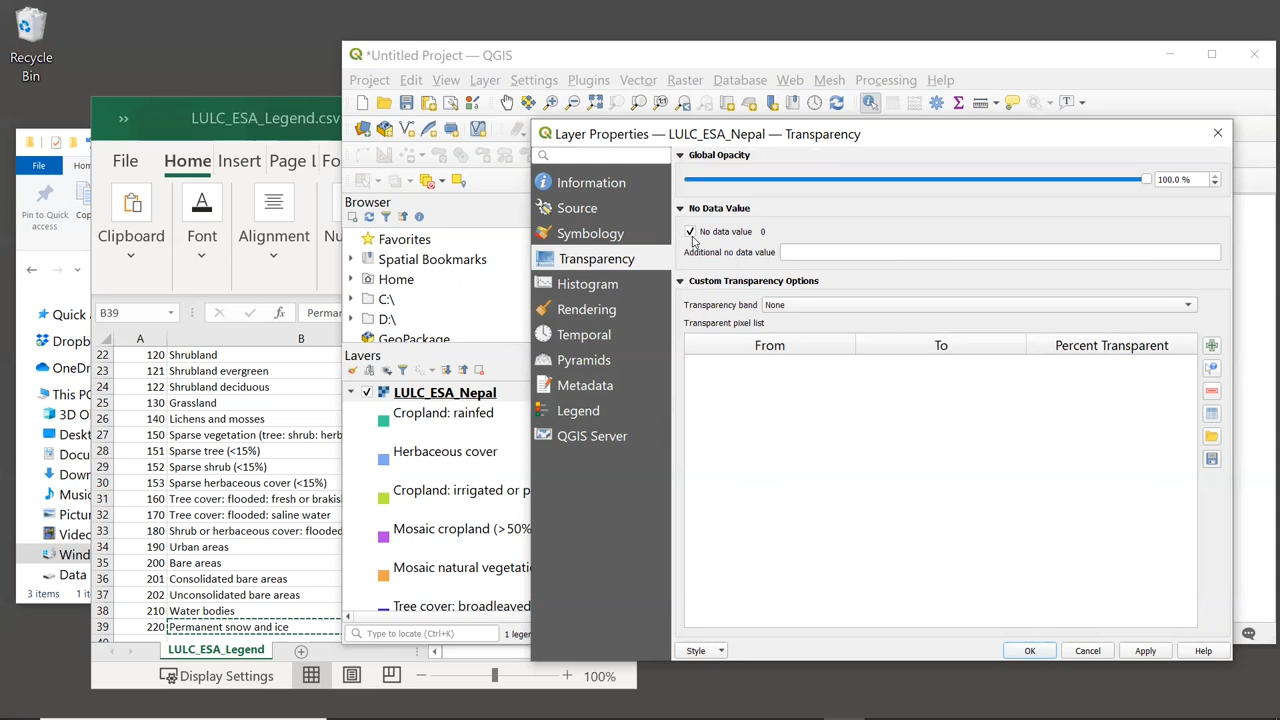 Recycle
Bin
*Untitled Project — QGIS
Project Edit View Layer Settings Plugins Vector Raster Database Web Mesh Processing Help
LULC_ESA_Legend.csv
File Home Insert Page L Fo
Clipboard Font Alignment Nu
File Hom
Pin to Quick Cop
access
B39 fx Permar
A B
22 120 Shrubland
23 121 Shrubland evergreen
24 122 Shrubland deciduous
25 130 Grassland
26 140 Lichens and mosses
27 150 Sparse vegetation (tree: shrub: herb
28 151 Sparse tree (<15%)
29 152 Sparse shrub (<15%)
30 153 Sparse herbaceous cover (<15%)
31 160 Tree cover: flooded: fresh or brakis
32 170 Tree cover: flooded: saline water
33 180 Shrub or herbaceous cover: flooded
34 190 Urban areas
35 200 Bare areas
36 201 Consolidated bare areas
37 202 Unconsolidated bare areas
38 210 Water bodies
39 220 Permanent snow and ice
LULC_ESA_Legend
Display Settings 100%
Quick
Dropb
OneDr
This PC
3D O
Deskt
Docu
Down
Music
Pictur
Video
Wind
Data
3 items 1 it
Browser
Favorites
Spatial Bookmarks
Home
C:\
D:\
GeoPackage
Layers
LULC_ESA_Nepal
Cropland: rainfed
Herbaceous cover
Cropland: irrigated or p
Mosaic cropland (>50%
Mosaic natural vegetati
Tree cover: broadleaved
Type to locate (Ctrl+K) 1 leger
Layer Properties — LULC_ESA_Nepal — Transparency
Information
Source
Symbology
Transparency
Histogram
Rendering
Temporal
Pyramids
Metadata
Legend
QGIS Server
Global Opacity
100.0 %
No Data Value
No data value 0
Additional no data value
Custom Transparency Options
Transparency band None
Transparent pixel list
From To Percent Transparent
Style OK Cancel Apply Help